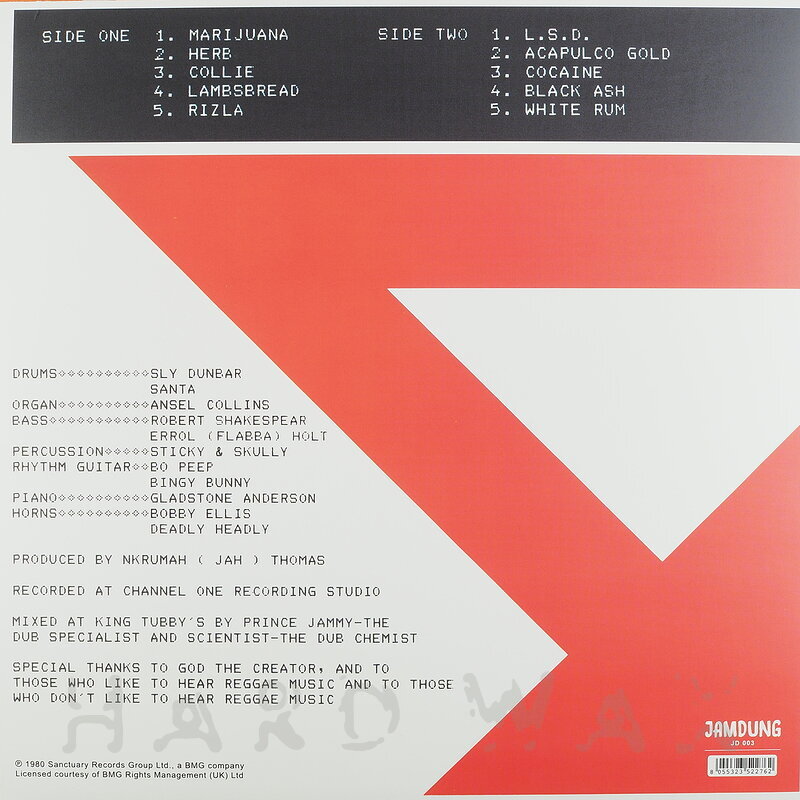 SIDE ONE 1. MARIJUANA
2. HERB
3. COLLIE
4. LAMBSBREAD
5. RIZLA
SIDE TWO 1. L.S.D.
2. ACAPULCO GOLD
3. COCAINE
4. BLACK ASH
5. WHITE RUM
DRUMS◇◇◇◇◇◇◇◇◇◇SLY DUNBAR
SANTA
ORGAN◇◇◇◇◇◇◇◇◇◇ANSEL COLLINS
BASS◇◇◇◇◇◇◇◇◇◇◇ROBERT SHAKESPEAR
ERROL (FLABBA) HOLT
PERCUSSION◇◇◇◇◇STICKY & SKULLY
RHYTHM GUITAR◇◇BO PEEP
BINGY BUNNY
PIANO◇◇◇◇◇◇◇◇◇◇GLADSTONE ANDERSON
HORNS◇◇◇◇◇◇◇◇◇◇BOBBY ELLIS
DEADLY HEADLY
PRODUCED BY NKRUMAH ( JAH ) THOMAS
RECORDED AT CHANNEL ONE RECORDING STUDIO
MIXED AT KING TUBBY'S BY PRINCE JAMMY-THE
DUB SPECIALIST AND SCIENTIST-THE DUB CHEMIST
SPECIAL THANKS TO GOD THE CREATOR, AND TO
THOSE WHO LIKE TO HEAR REGGAE MUSIC AND TO THOSE
WHO DON'T LIKE TO HEAR REGGAE MUSIC
HARD WAX
JAMDUNG
JD 003
8 055323 522762
℗ 1980 Sanctuary Records Group Ltd., a BMG company
Licensed courtesy of BMG Rights Management (UK) Ltd